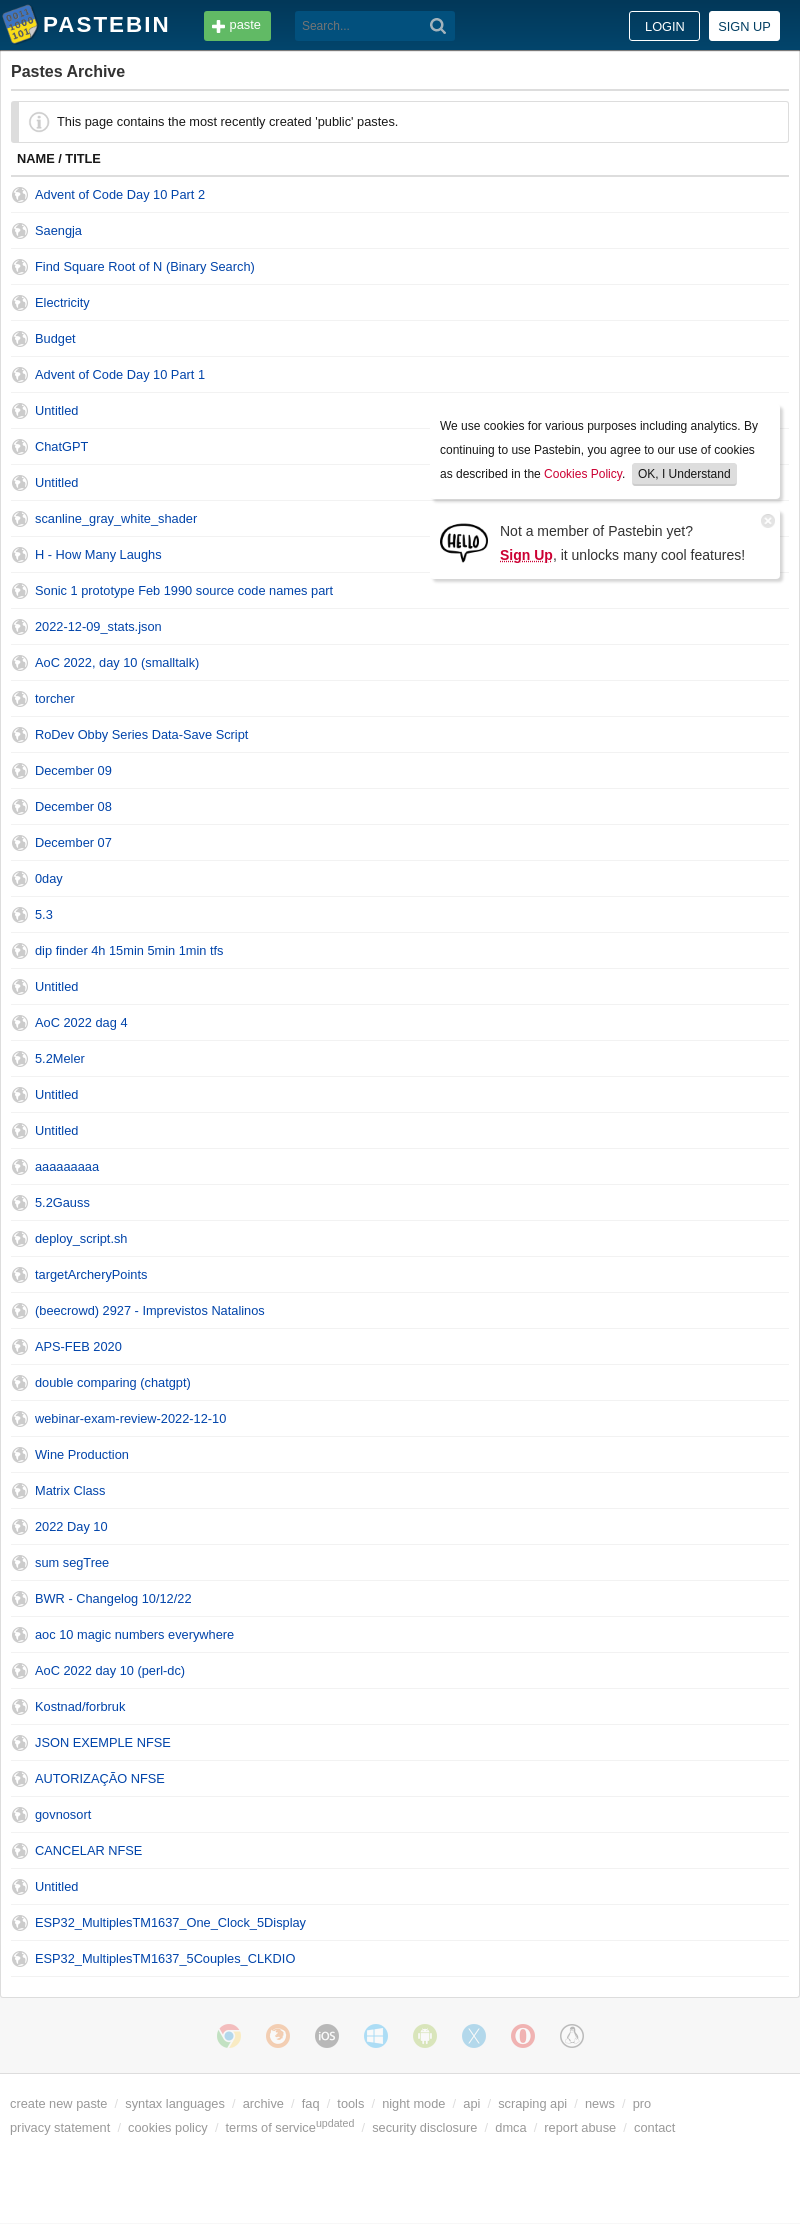 PASTEBIN
paste
Search...
LOGIN
SIGN UP
Pastes Archive
This page contains the most recently created 'public' pastes.
NAME / TITLE
Advent of Code Day 10 Part 2
Saengja
Find Square Root of N (Binary Search)
Electricity
Budget
Advent of Code Day 10 Part 1
Untitled
ChatGPT
Untitled
scanline_gray_white_shader
H - How Many Laughs
Sonic 1 prototype Feb 1990 source code names part
2022-12-09_stats.json
AoC 2022, day 10 (smalltalk)
torcher
RoDev Obby Series Data-Save Script
December 09
December 08
December 07
0day
5.3
dip finder 4h 15min 5min 1min tfs
Untitled
AoC 2022 dag 4
5.2Meler
Untitled
Untitled
aaaaaaaaa
5.2Gauss
deploy_script.sh
targetArcheryPoints
(beecrowd) 2927 - Imprevistos Natalinos
APS-FEB 2020
double comparing (chatgpt)
webinar-exam-review-2022-12-10
Wine Production
Matrix Class
2022 Day 10
sum segTree
BWR - Changelog 10/12/22
aoc 10 magic numbers everywhere
AoC 2022 day 10 (perl-dc)
Kostnad/forbruk
JSON EXEMPLE NFSE
AUTORIZAÇÃO NFSE
govnosort
CANCELAR NFSE
Untitled
ESP32_MultiplesTM1637_One_Clock_5Display
ESP32_MultiplesTM1637_5Couples_CLKDIO
We use cookies for various purposes including analytics. By
continuing to use Pastebin, you agree to our use of cookies
as described in the Cookies Policy. OK, I Understand
HELLO
Not a member of Pastebin yet?
Sign Up, it unlocks many cool features!
iOS
create new paste / syntax languages / archive / faq / tools / night mode / api / scraping api / news / pro
privacy statement / cookies policy / terms of service updated / security disclosure / dmca / report abuse / contact